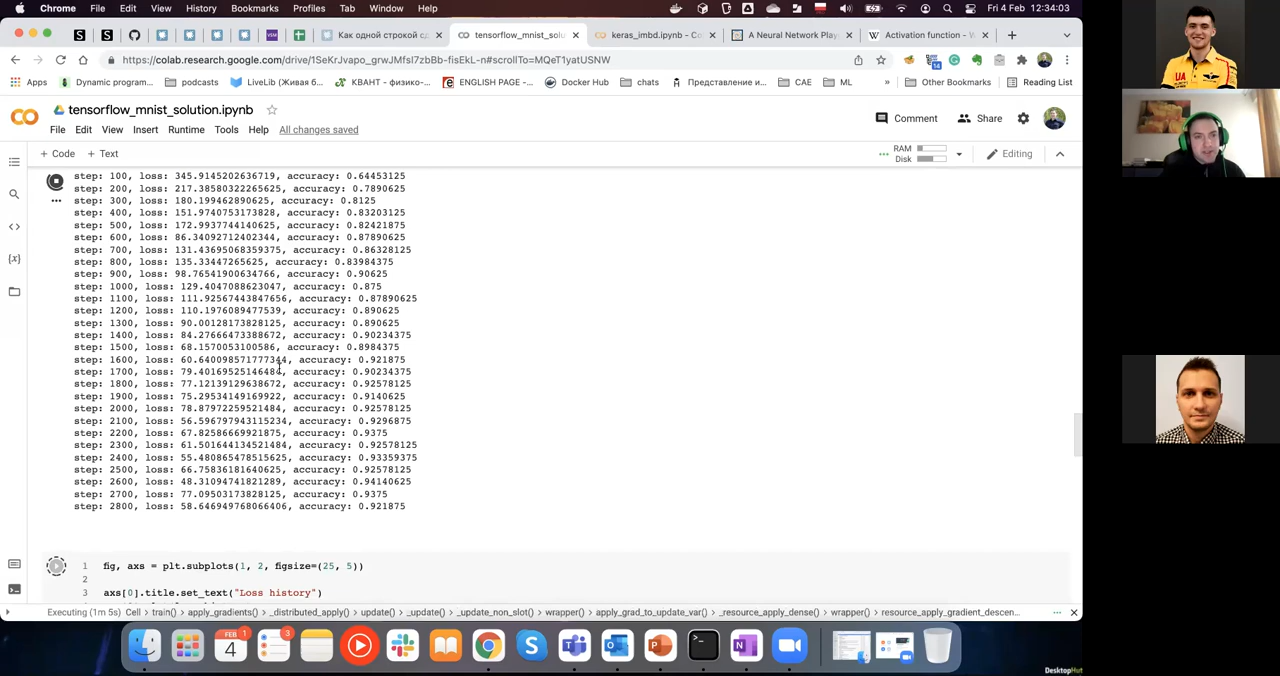 Chrome File Edit View History Bookmarks Profiles Tab Window Help Fri 4 Feb 12:34:03
Как одной строкой с tensorflow_mnist_solu keras_imbd.ipynb - Co A Neural Network Play Activation function - W
https://colab.research.google.com/drive/1SeKrJvapo_grwJMfsI7zbBb-fisEkL-n#scrollTo=MQeT1yatUSNW
Apps Dynamic program... podcasts LiveLib (Живая б... КВАНТ - физико-... ENGLISH PAGE -... Docker Hub chats Представление и... CAE ML » Other Bookmarks Reading List
tensorflow_mnist_solution.ipynb
Comment Share
File Edit View Insert Runtime Tools Help All changes saved
+ Code + Text RAM Disk Editing
step: 100, loss: 345.9145202636719, accuracy: 0.64453125
step: 200, loss: 217.38580322265625, accuracy: 0.7890625
step: 300, loss: 180.199462890625, accuracy: 0.8125
step: 400, loss: 151.9740753173828, accuracy: 0.83203125
step: 500, loss: 172.9937744140625, accuracy: 0.82421875
step: 600, loss: 86.34092712402344, accuracy: 0.87890625
step: 700, loss: 131.43695068359375, accuracy: 0.86328125
step: 800, loss: 135.33447265625, accuracy: 0.83984375
step: 900, loss: 98.76541900634766, accuracy: 0.90625
step: 1000, loss: 129.4047088623047, accuracy: 0.875
step: 1100, loss: 111.92567443847656, accuracy: 0.87890625
step: 1200, loss: 110.1976089477539, accuracy: 0.890625
step: 1300, loss: 90.00128173828125, accuracy: 0.890625
step: 1400, loss: 84.27666473388672, accuracy: 0.90234375
step: 1500, loss: 68.1570053100586, accuracy: 0.8984375
step: 1600, loss: 60.640098571777344, accuracy: 0.921875
step: 1700, loss: 79.40169525146484, accuracy: 0.90234375
step: 1800, loss: 77.12139129638672, accuracy: 0.92578125
step: 1900, loss: 75.29534149169922, accuracy: 0.9140625
step: 2000, loss: 78.87972259521484, accuracy: 0.92578125
step: 2100, loss: 56.596797943115234, accuracy: 0.9296875
step: 2200, loss: 67.82586669921875, accuracy: 0.9375
step: 2300, loss: 61.501644134521484, accuracy: 0.92578125
step: 2400, loss: 55.480865478515625, accuracy: 0.93359375
step: 2500, loss: 66.75836181640625, accuracy: 0.92578125
step: 2600, loss: 48.31094741821289, accuracy: 0.94140625
step: 2700, loss: 77.09503173828125, accuracy: 0.9375
step: 2800, loss: 58.646949768066406, accuracy: 0.921875
1 fig, axs = plt.subplots(1, 2, figsize=(25, 5))
2
3 axs[0].title.set_text("Loss history")
Executing (1m 5s) Cell > train() > apply_gradients() > _distributed_apply() > update() > _update() > _update_non_slot() > wrapper() > apply_grad_to_update_var() > _resource_apply_dense() > wrapper() > resource_apply_gradient_descen...
FEB 4
DesktopHut